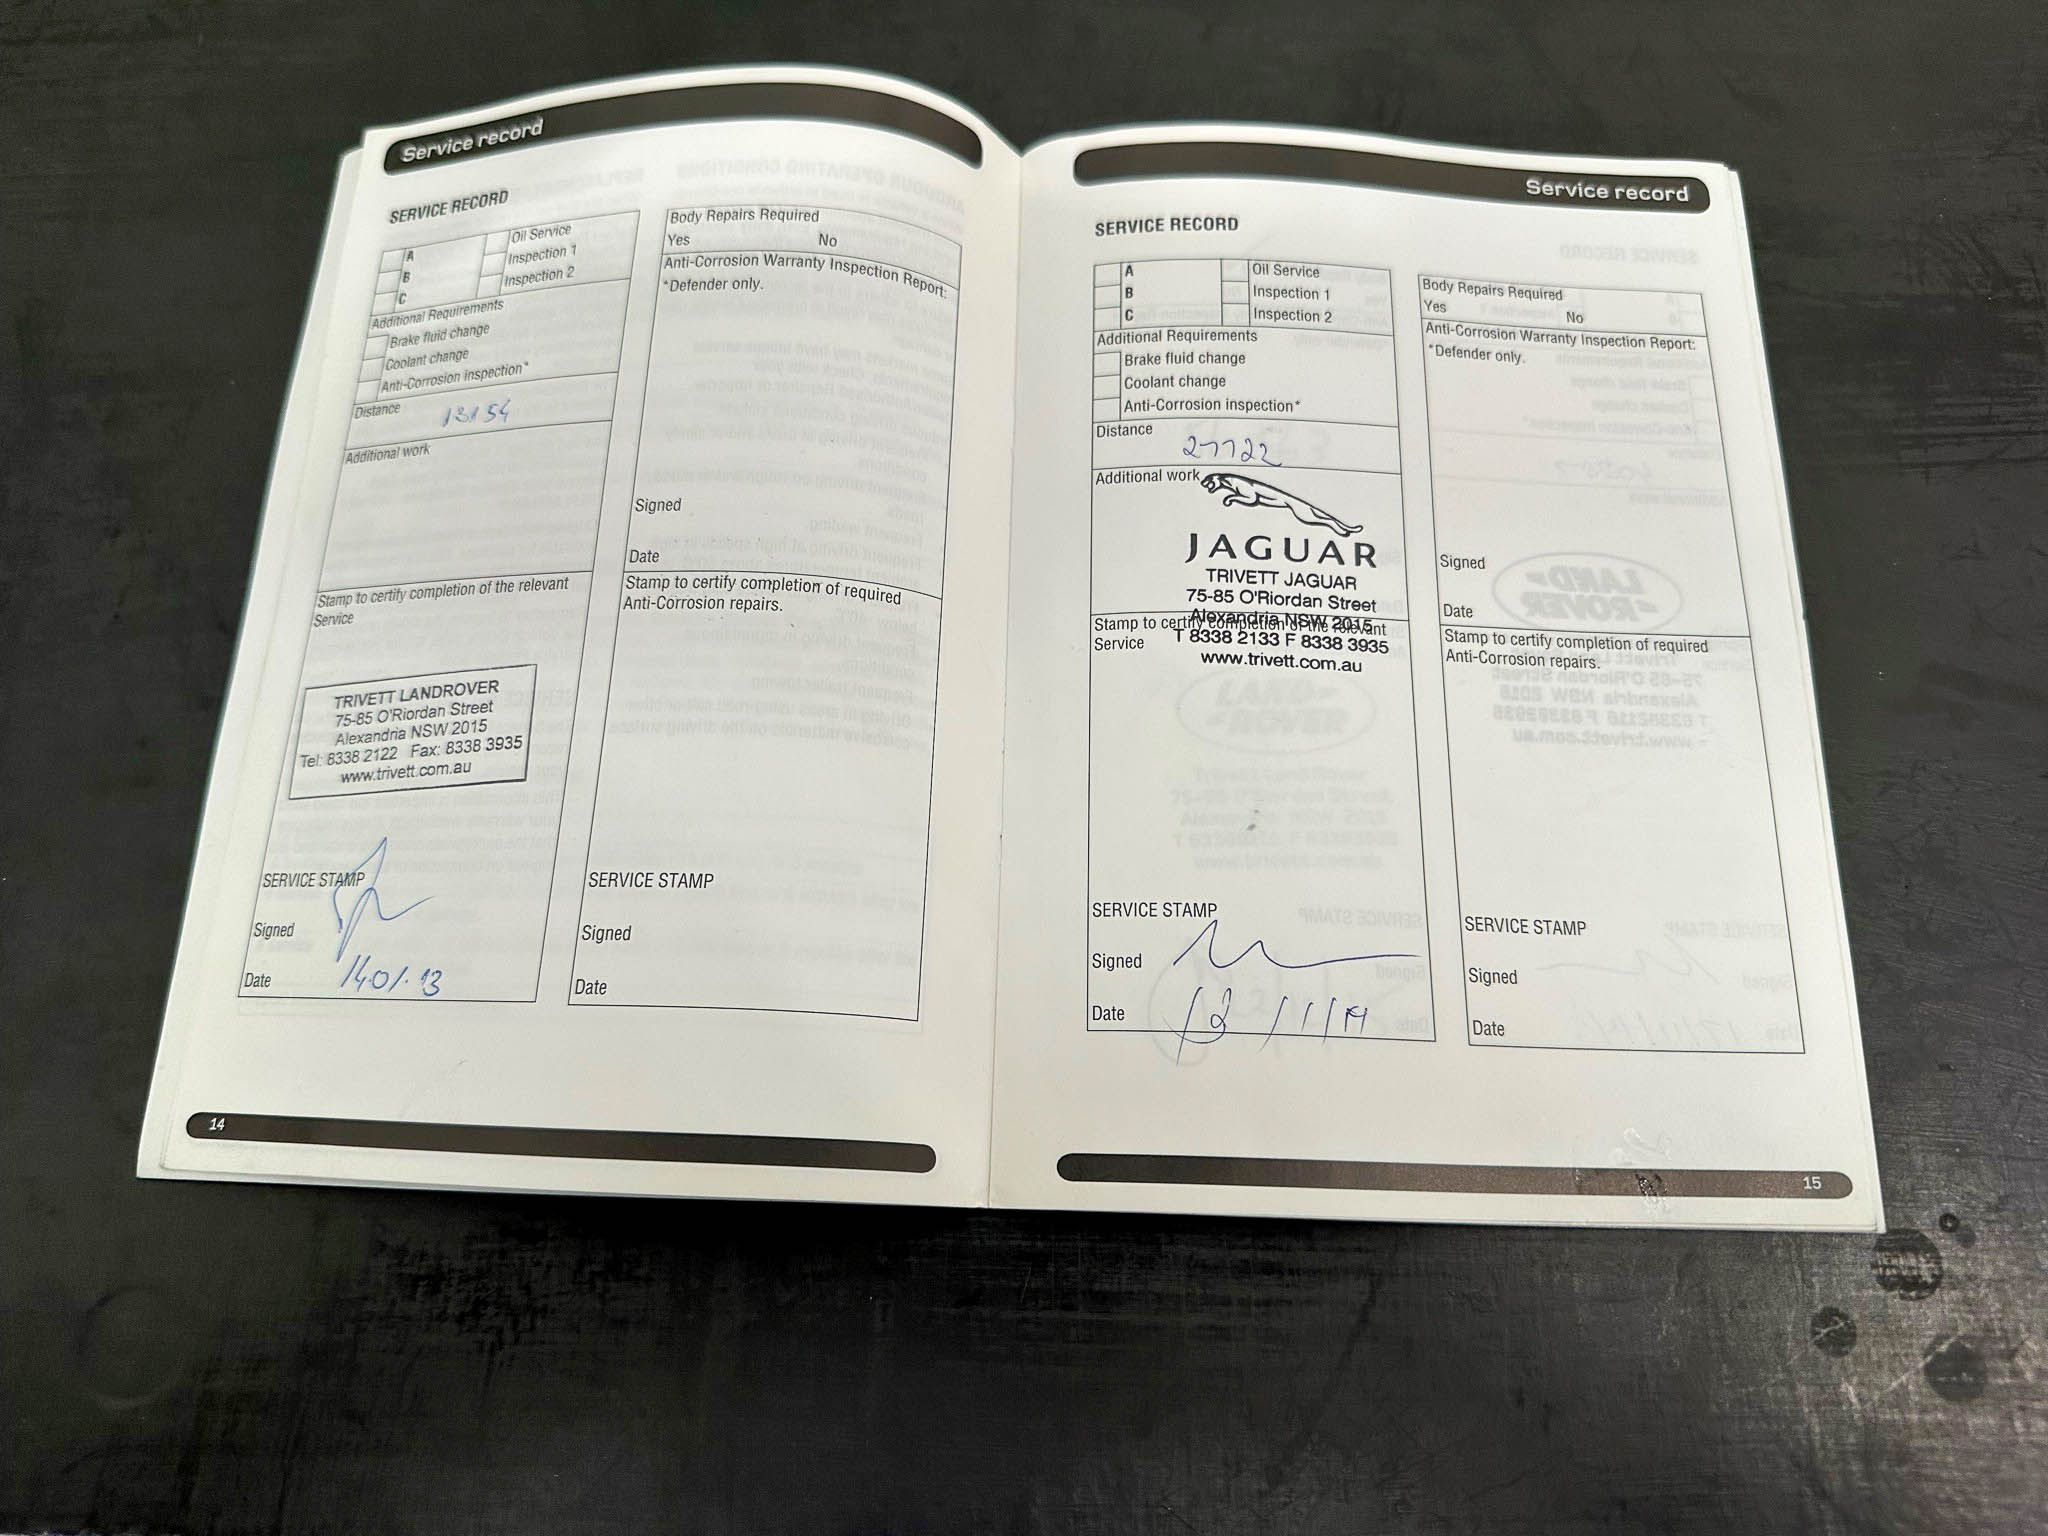 Service record
SERVICE RECORD
A
B
C
Oil Service
Inspection 1
Inspection 2
Additional Requirements
Brake fluid change
Coolant change
Anti-Corrosion inspection*
Distance
13154
Additional work
Stamp to certify completion of the relevant
Service
TRIVETT LANDROVER
75-85 O'Riordan Street
Alexandria NSW 2015
Tel: 8338 2122 Fax: 8338 3935
www.trivett.com.au
SERVICE STAMP
Signed
Date
Body Repairs Required
Yes No
Anti-Corrosion Warranty Inspection Report:
*Defender only.
Signed
Date
Stamp to certify completion of required
Anti-Corrosion repairs.
SERVICE STAMP
Signed
Date
14
Service record
SERVICE RECORD
A
B
C
Oil Service
Inspection 1
Inspection 2
Additional Requirements
Brake fluid change
Coolant change
Anti-Corrosion inspection*
Distance
27722
Additional work
JAGUAR
TRIVETT JAGUAR
75-85 O'Riordan Street
Alexandria NSW 2015
Stamp to certify completion of the relevant
T 8338 2133 F 8338 3935
Service
www.trivett.com.au
SERVICE STAMP
Signed
Date
Body Repairs Required
Yes No
Anti-Corrosion Warranty Inspection Report:
*Defender only.
Signed
Date
Stamp to certify completion of required
Anti-Corrosion repairs.
SERVICE STAMP
Signed
Date
15